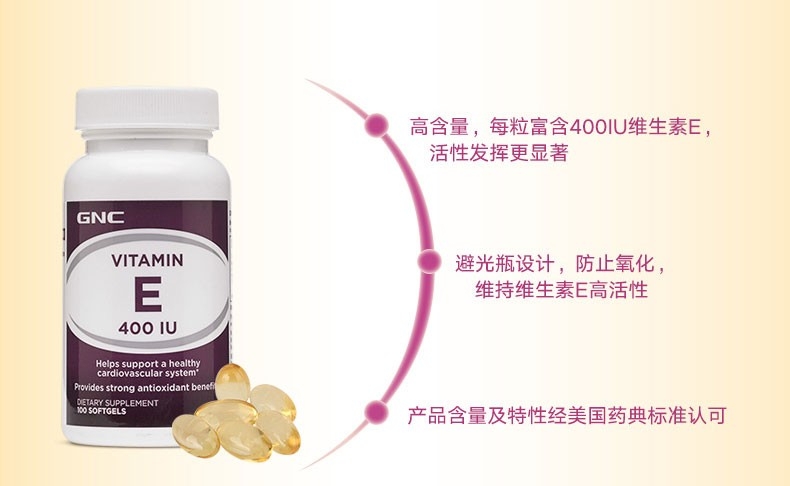 GNC
VITAMIN
E
400 IU
Helps support a healthy
cardiovascular system*
Provides strong antioxidant
DIETARY SUPPLEMENT
100 SOFTGELS
高含量，每粒富含400IU维生素E，
活性发挥更显著
避光瓶设计，防止氧化，
维持维生素E高活性
产品含量及特性经美国药典标准认可